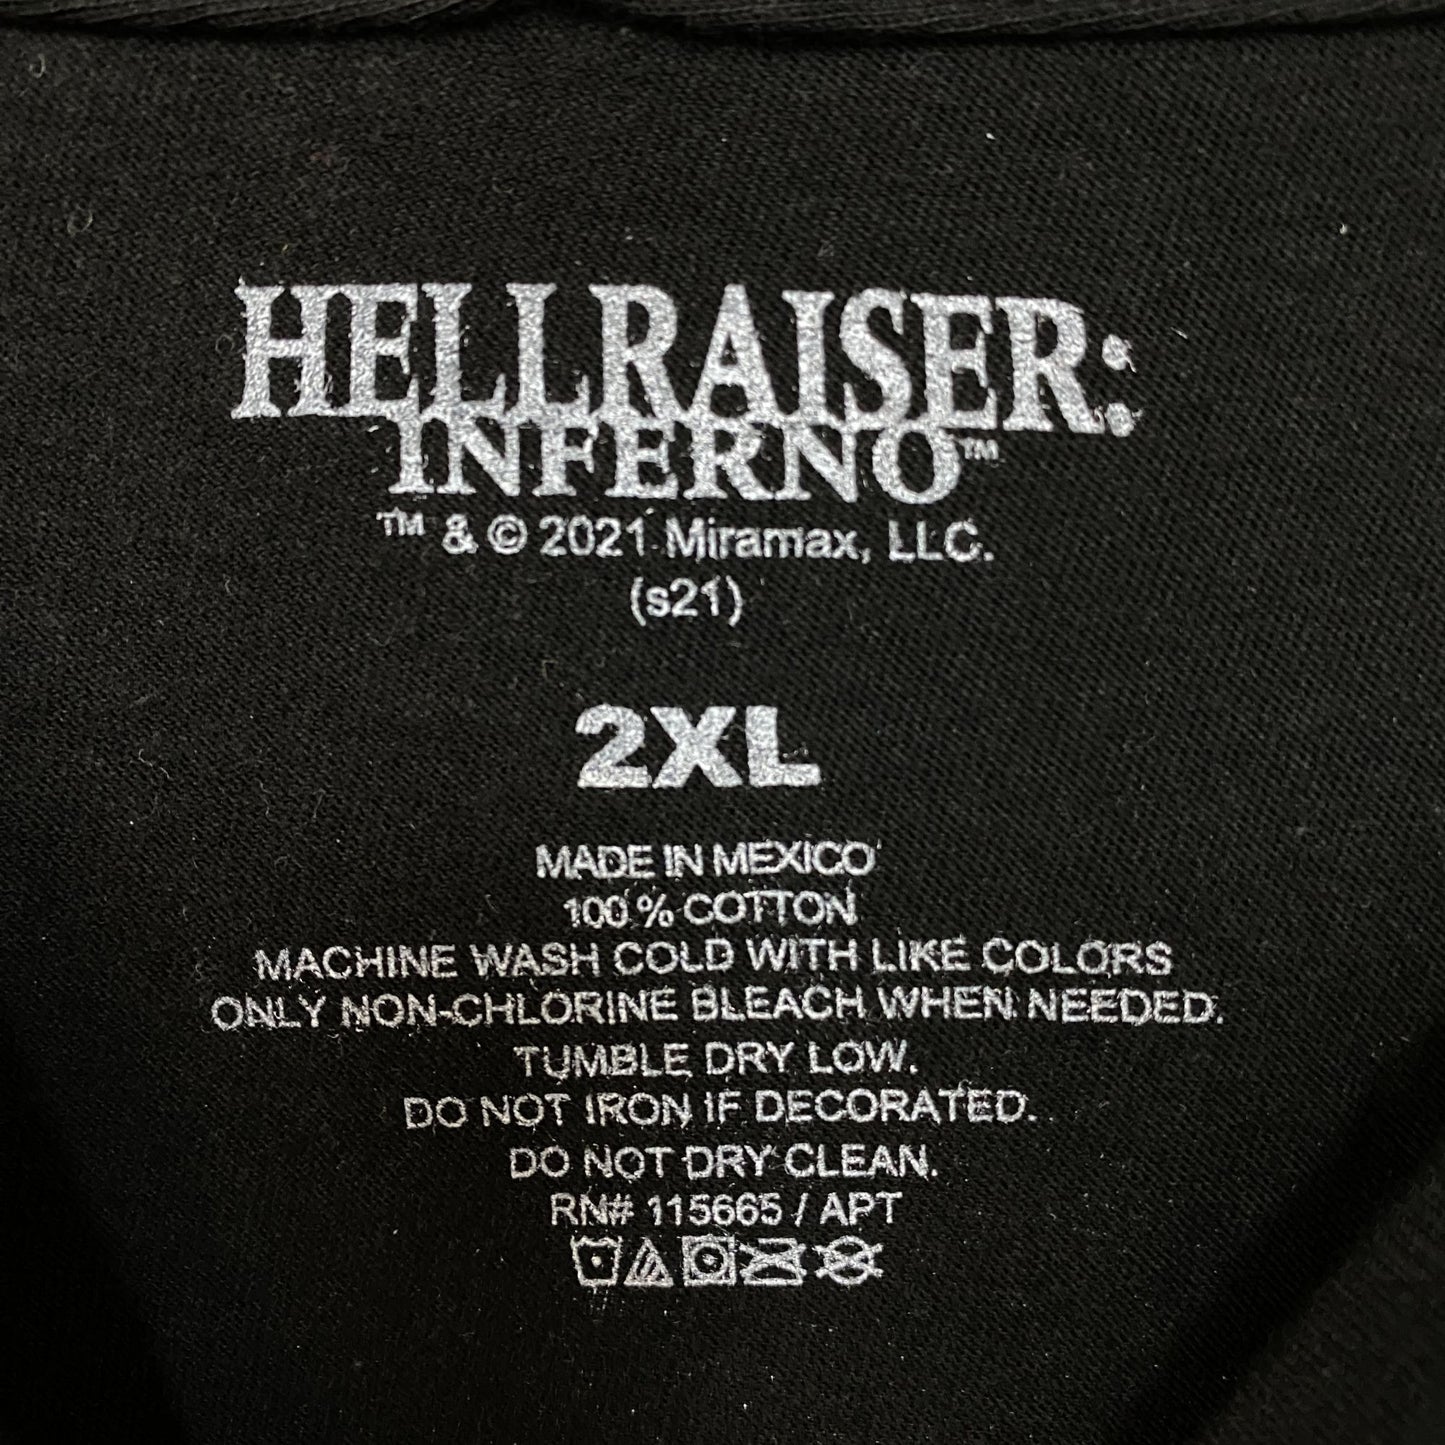 HELLRAISER:
INFERNO™
™ & © 2021 Miramax, LLC.
(s21)
2XL
MADE IN MEXICO
100 % COTTON
MACHINE WASH COLD WITH LIKE COLORS
ONLY NON-CHLORINE BLEACH WHEN NEEDED.
TUMBLE DRY LOW.
DO NOT IRON IF DECORATED.
DO NOT DRY CLEAN.
RN# 115665 / APT